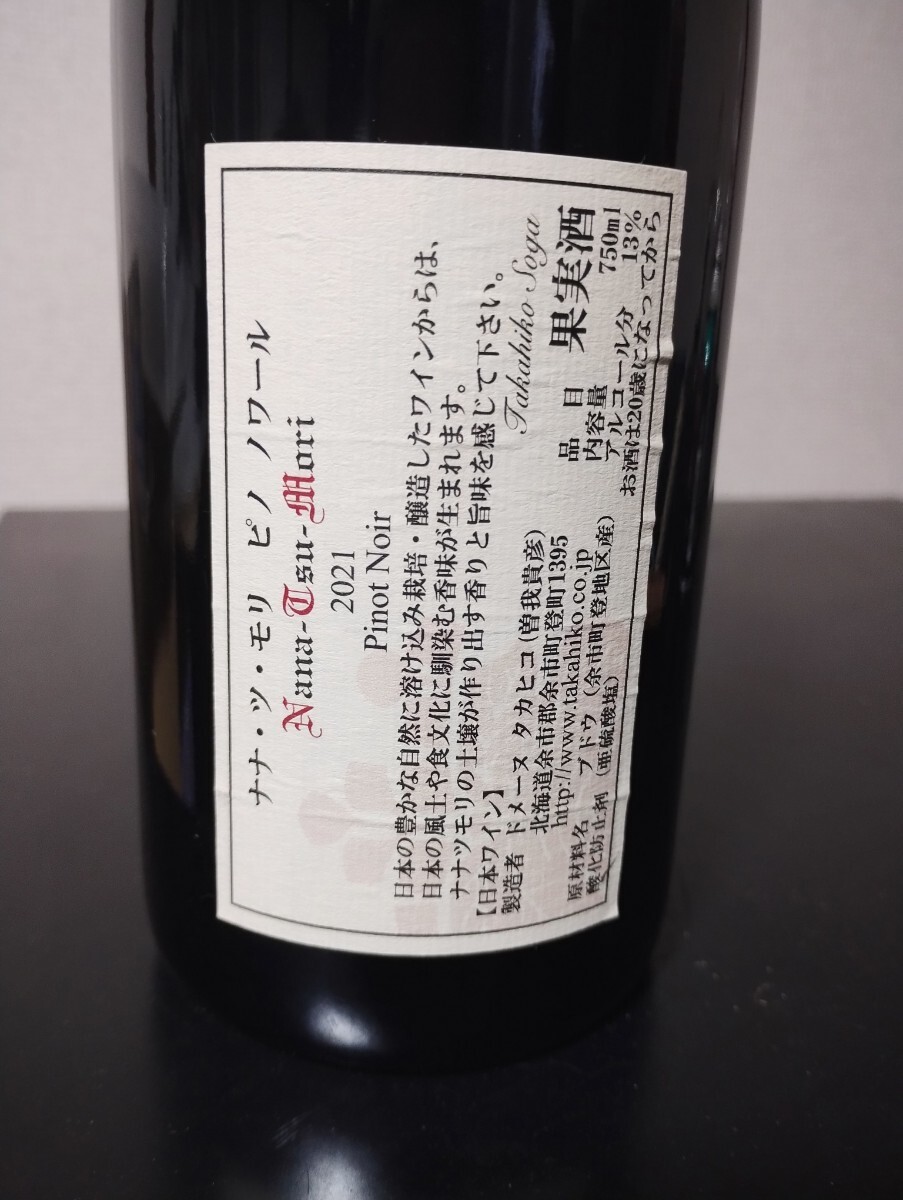 ナナ・ツ・モリ ピノ ノワール
Nana-Tsu-Mori
2021
Pinot Noir
日本の豊かな自然に溶け込み栽培・醸造したワインからは、
日本の風土や食文化に馴染む香味が生まれます。
ナナツモリの土壌が作り出す香りと旨味を感じて下さい。
Takahiko Soga
【日本ワイン】
製造者 ドメーヌ タカヒコ(曽我貴彦)
北海道余市郡余市町登町1395
http://www.takahiko.co.jp
原材料名 ブドウ(余市町登地区産)
酸化防止剤(亜硫酸塩)
品目 果実酒
内容量 750ml
アルコール分 13%
お酒は20歳になってから